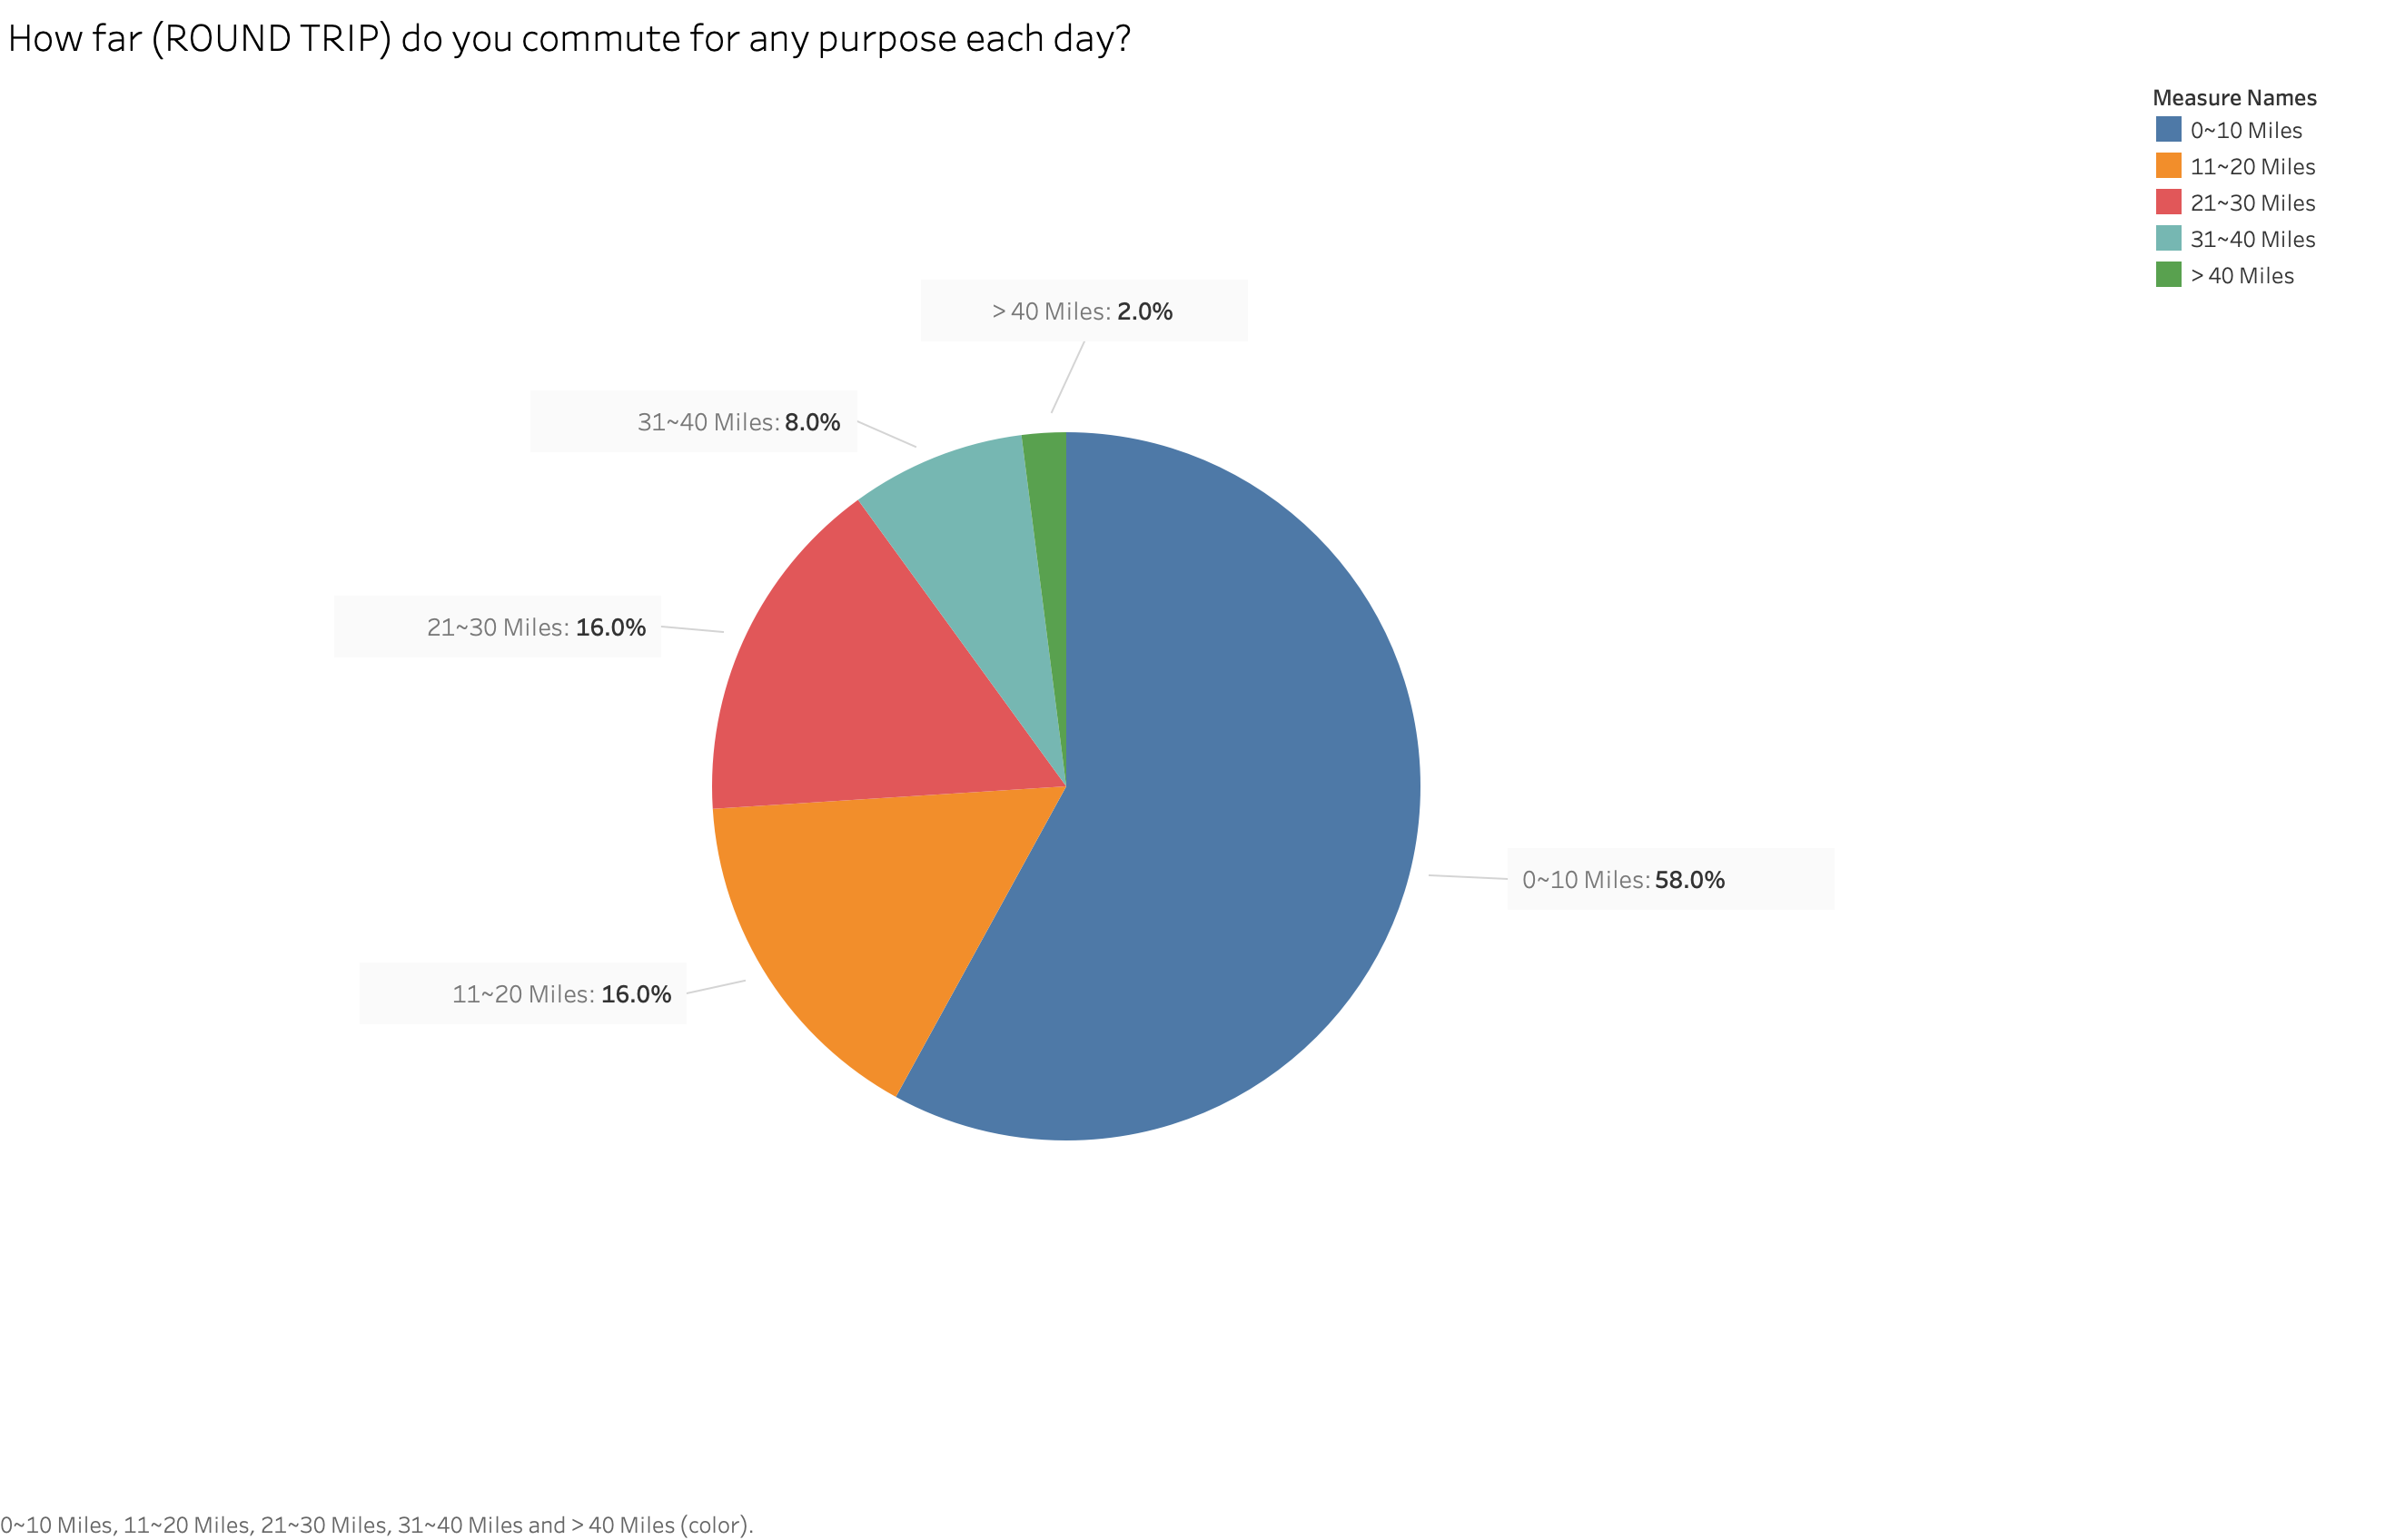 How far (ROUND TRIP) do you commute for any purpose each day?
Measure Names
0~10 Miles
11~20 Miles
21~30 Miles
31~40 Miles
> 40 Miles
> 40 Miles: 2.0%
31~40 Miles: 8.0%
21~30 Miles: 16.0%
0~10 Miles: 58.0%
11~20 Miles: 16.0%
0~10 Miles, 11~20 Miles, 21~30 Miles, 31~40 Miles and > 40 Miles (color).